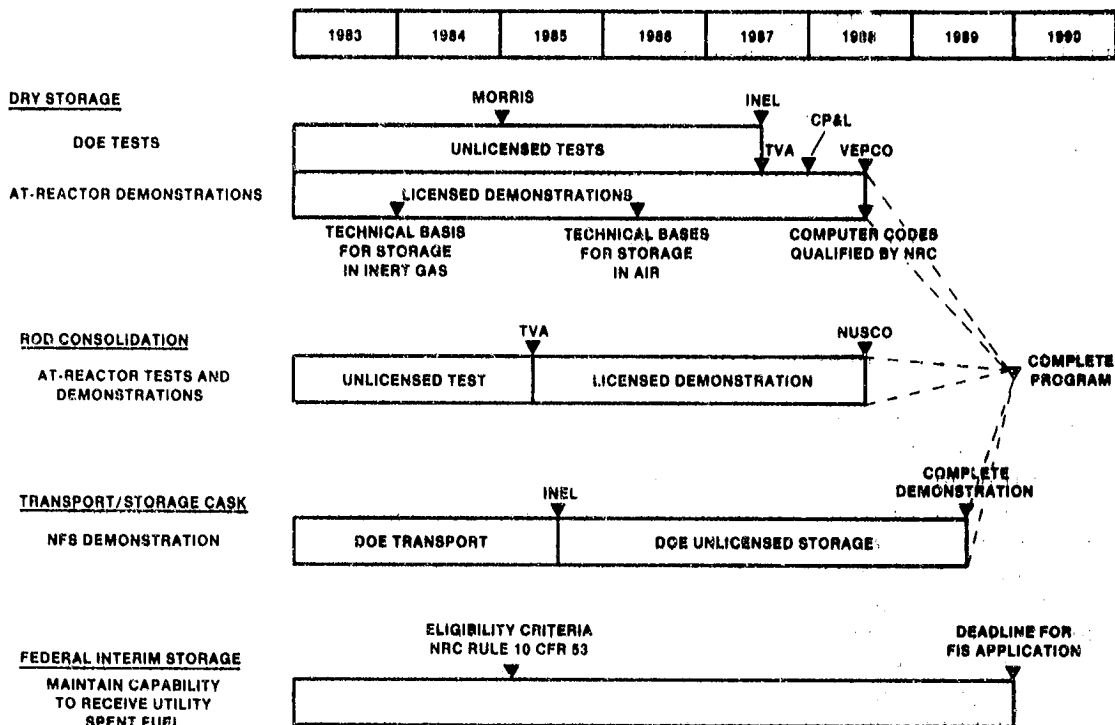 1983 1984 1985 1986 1987 1988 1989 1990
DRY STORAGE
MORRIS
INEL
CP&L
DOE TESTS
UNLICENSED TESTS
TVA
VEPCO
AT-REACTOR DEMONSTRATIONS
LICENSED DEMONSTRATIONS
TECHNICAL BASIS
FOR STORAGE
IN INERT GAS
TECHNICAL BASES
FOR STORAGE
IN AIR
COMPUTER CODES
QUALIFIED BY NRC
ROD CONSOLIDATION
TVA
NUSCO
AT-REACTOR TESTS AND
DEMONSTRATIONS
UNLICENSED TEST
LICENSED DEMONSTRATION
COMPLETE
PROGRAM
TRANSPORT/STORAGE CASK
INEL
COMPLETE
DEMONSTRATION
NFS DEMONSTRATION
DOE TRANSPORT
DOE UNLICENSED STORAGE
FEDERAL INTERIM STORAGE
ELIGIBILITY CRITERIA
NRC RULE 10 CFR 53
DEADLINE FOR
FIS APPLICATION
MAINTAIN CAPABILITY
TO RECEIVE UTILITY
SPENT FUEL